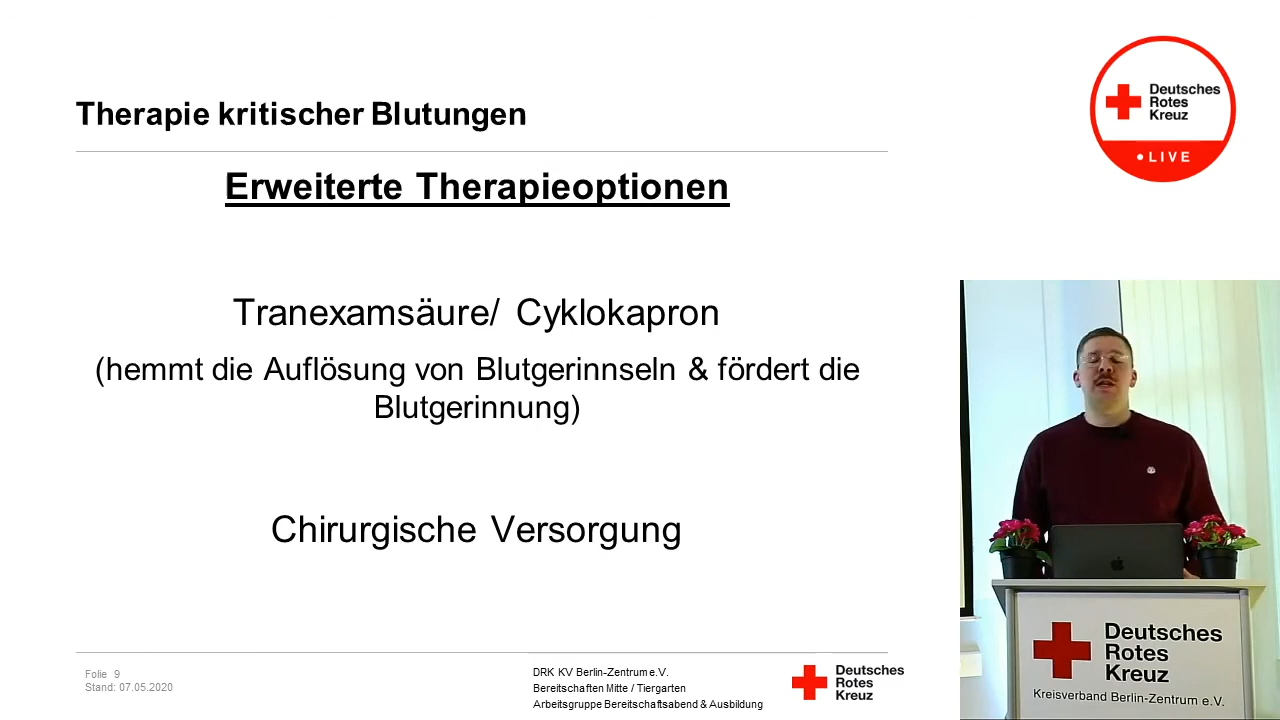 Therapie kritischer Blutungen
Erweiterte Therapieoptionen
Tranexamsäure/ Cyklokapron
(hemmt die Auflösung von Blutgerinnseln & fördert die
Blutgerinnung)
Chirurgische Versorgung
Folie 9
Stand: 07.05.2020
DRK KV Berlin-Zentrum e.V.
Bereitschaften Mitte / Tiergarten
Arbeitsgruppe Bereitschaftsabend & Ausbildung
Deutsches
Rotes
Kreuz
Deutsches
Rotes
Kreuz
• LIVE
Deutsches
Rotes
Kreuz
Kreisverband Berlin-Zentrum e.V.